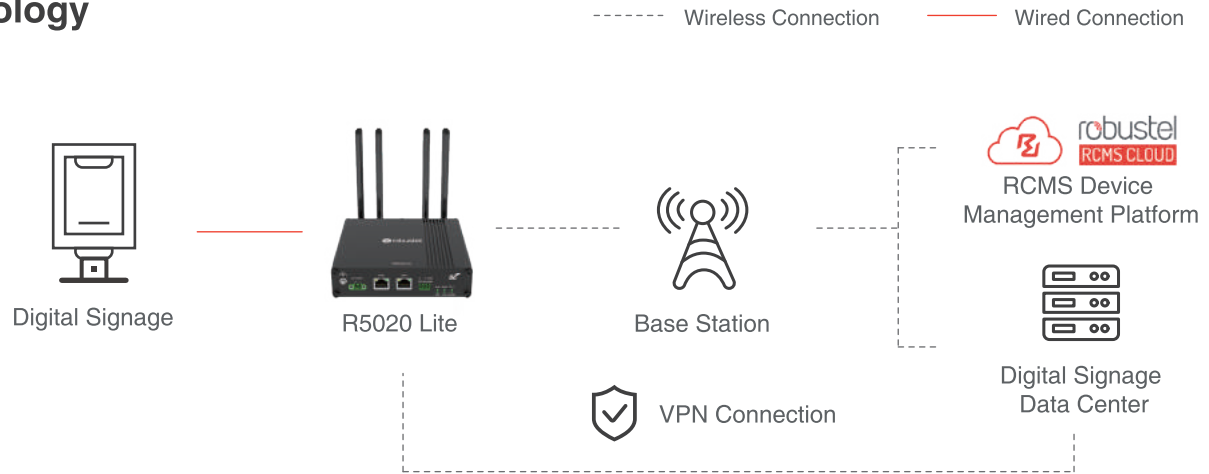 ology
Wireless Connection
Wired Connection
robustel
RCMS CLOUD
RCMS Device
Management Platform
Digital Signage
R5020 Lite
Base Station
Digital Signage
Data Center
VPN Connection